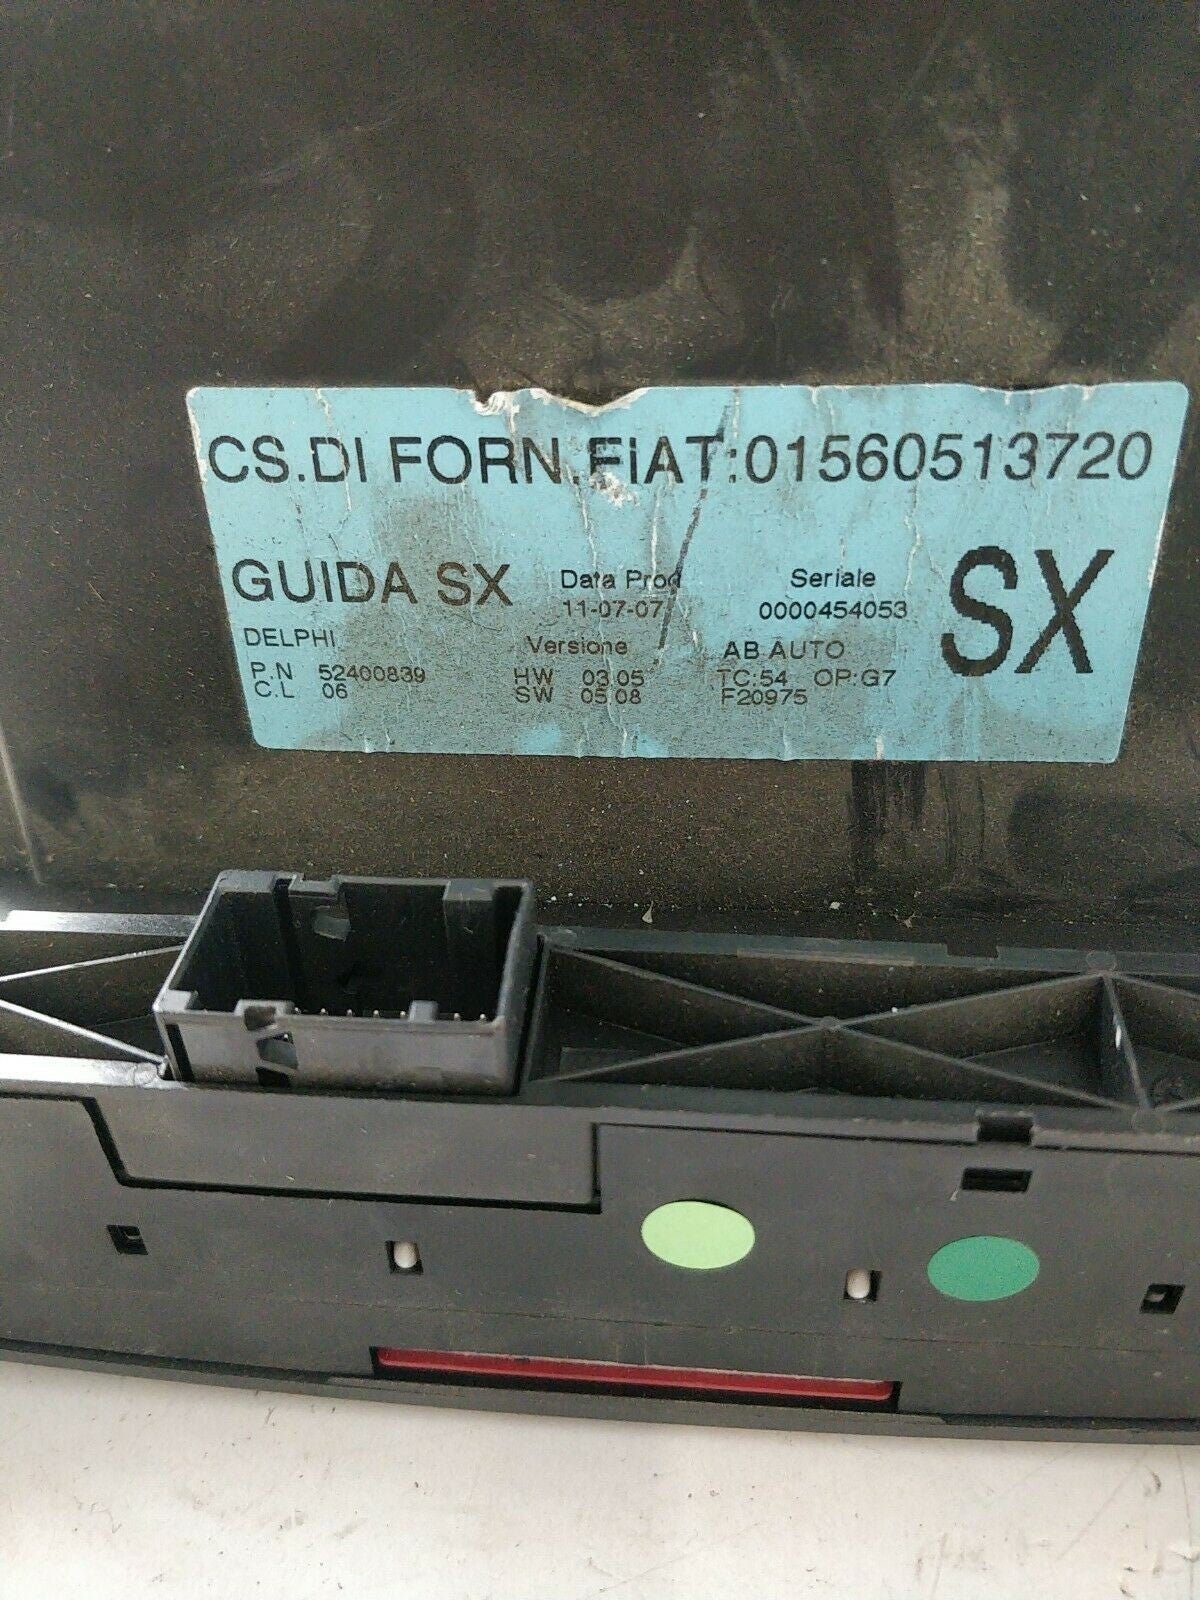 CS.DI FORN.FIAT:01560513720
GUIDA SX
Data Prod
11-07-07
Seriale
0000454053
SX
DELPHI
P.N 52400839
C.L 06
Versione
HW 03.05
SW 05.08
AB AUTO
TC:54 OP:G7
F20975